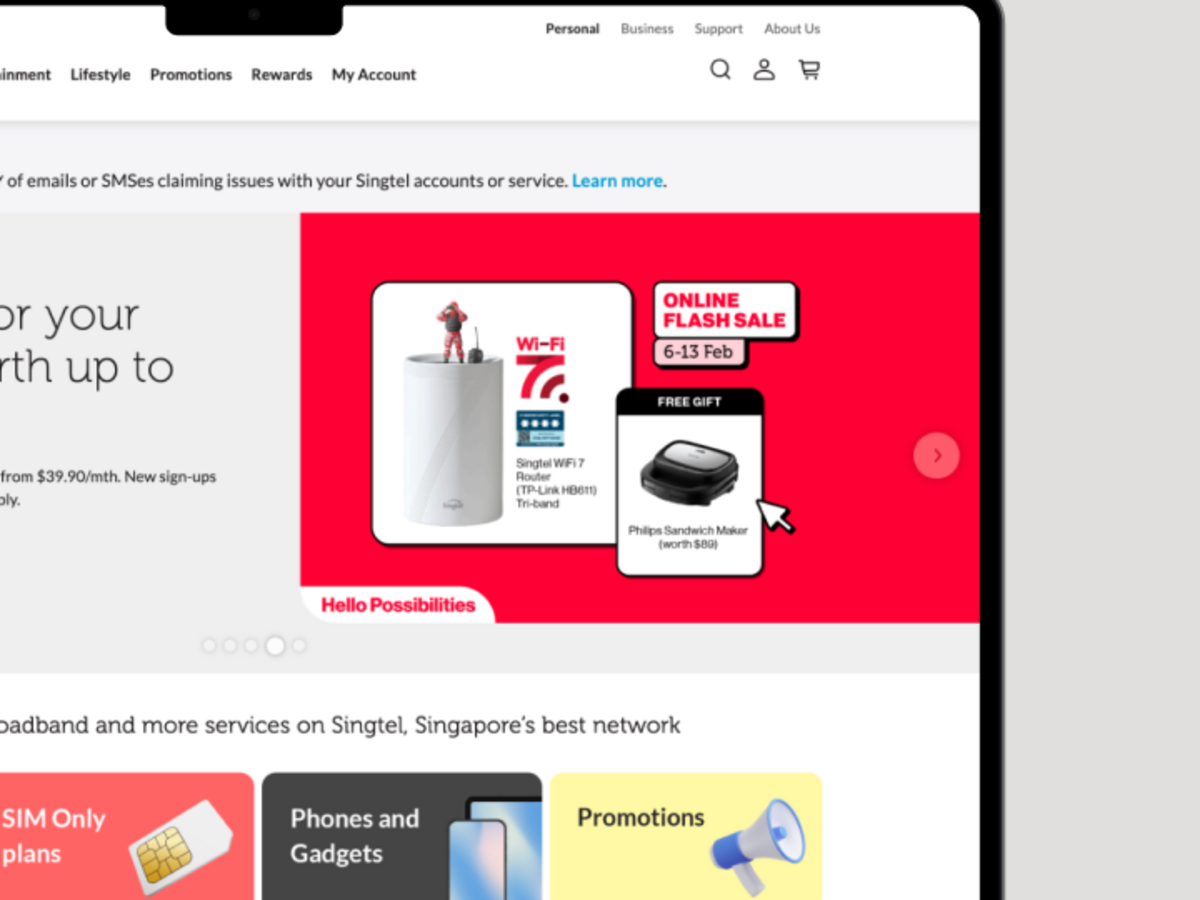 Personal Business Support About Us
ainment Lifestyle Promotions Rewards My Account
of emails or SMSes claiming issues with your Singtel accounts or service. Learn more.
or your
rth up to
from $39.90/mth. New sign-ups
ply.
ONLINE
FLASH SALE
6-13 Feb
Wi-Fi
7
Singtel WiFi 7
Router
(TP-Link HB611)
Tri-band
Singtel
FREE GIFT
Philips Sandwich Maker
(worth $89)
Hello Possibilities
oadband and more services on Singtel, Singapore's best network
SIM Only
plans
Phones and
Gadgets
Promotions